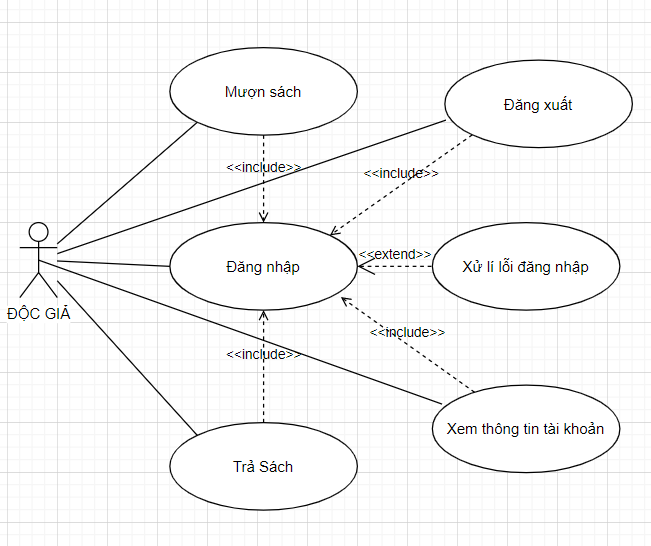 Mượn sách
Đăng xuất
<<include>>
<<include>>
Đăng nhập
<<extend>>
Xử lí lỗi đăng nhập
ĐỘC GIẢ
<<include>>
<<include>>
Xem thông tin tài khoản
Trả Sách